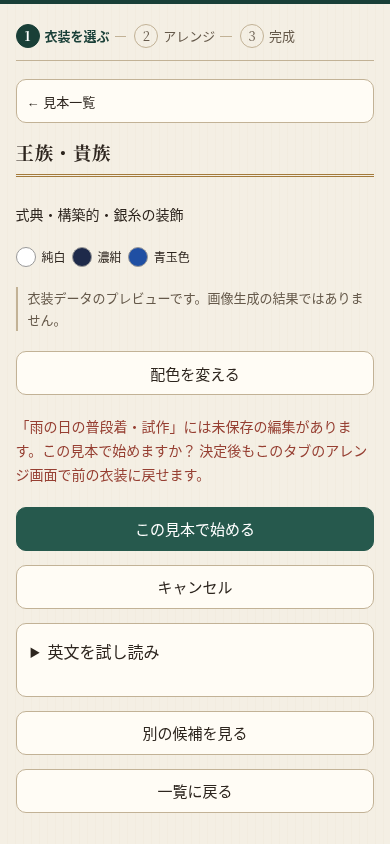 1 衣装を選ぶ — 2 アレンジ — 3 完成
← 見本一覧
王族・貴族
式典・構築的・銀糸の装飾
純白 濃紺 青玉色
衣装データのプレビューです。画像生成の結果ではありま
せん。
配色を変える
「雨の日の普段着・試作」には未保存の編集がありま
す。この見本で始めますか？ 決定後もこのタブのアレン
ジ画面で前の衣装に戻せます。
この見本で始める
キャンセル
▶ 英文を試し読み
別の候補を見る
一覧に戻る